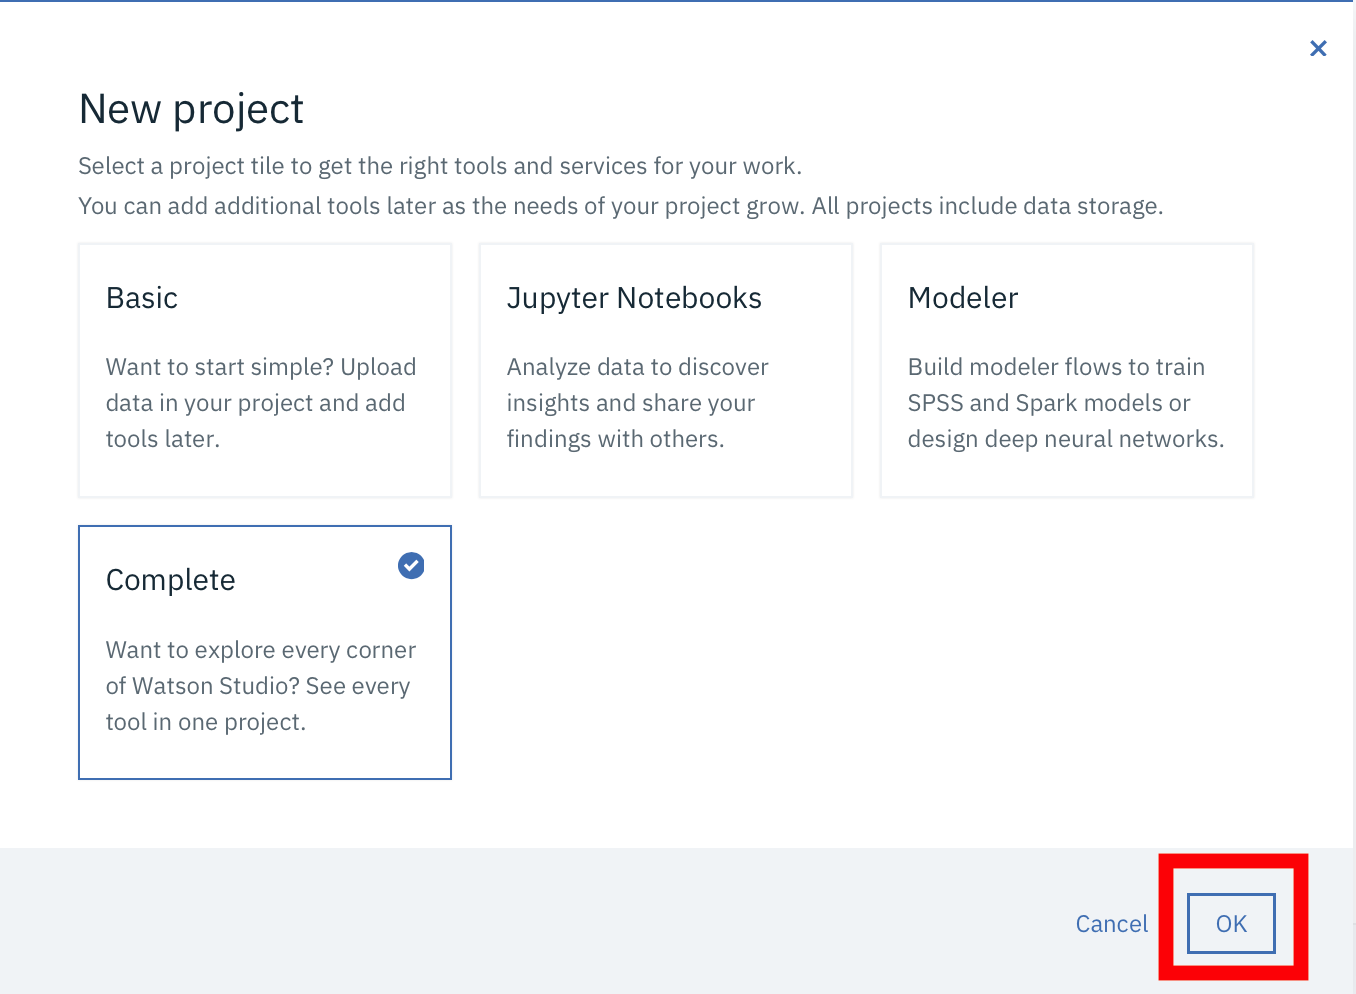 New project
Select a project tile to get the right tools and services for your work.
You can add additional tools later as the needs of your project grow. All projects include data storage.
Basic
Want to start simple? Upload
data in your project and add
tools later.
Jupyter Notebooks
Analyze data to discover
insights and share your
findings with others.
Modeler
Build modeler flows to train
SPSS and Spark models or
design deep neural networks.
Complete
Want to explore every corner
of Watson Studio? See every
tool in one project.
Cancel
OK